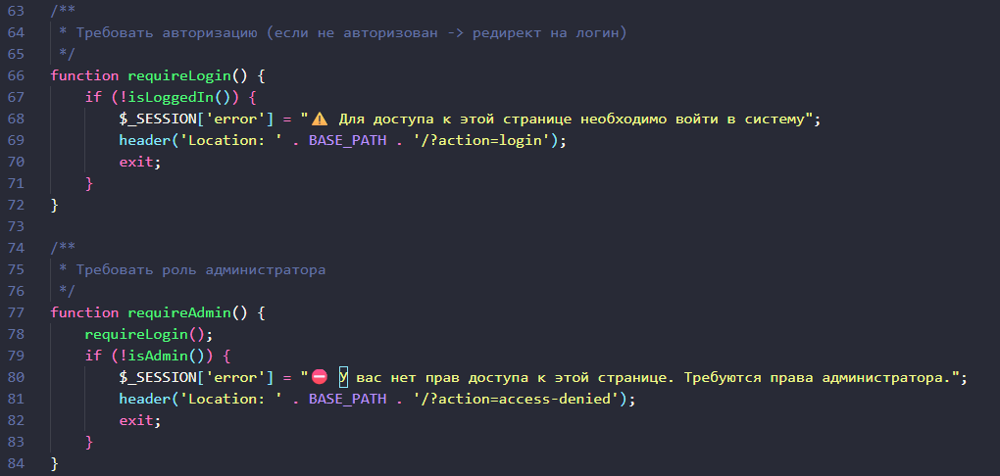 63 /**
64  * Требовать авторизацию (если не авторизован -> редирект на логин)
65  */
66 function requireLogin() {
67     if (!isLoggedIn()) {
68         $_SESSION['error'] = "⚠️ Для доступа к этой странице необходимо войти в систему";
69         header('Location: ' . BASE_PATH . '/?action=login');
70         exit;
71     }
72 }
73
74 /**
75  * Требовать роль администратора
76  */
77 function requireAdmin() {
78     requireLogin();
79     if (!isAdmin()) {
80         $_SESSION['error'] = "⛔ У вас нет прав доступа к этой странице. Требуются права администратора.";
81         header('Location: ' . BASE_PATH . '/?action=access-denied');
82         exit;
83     }
84 }